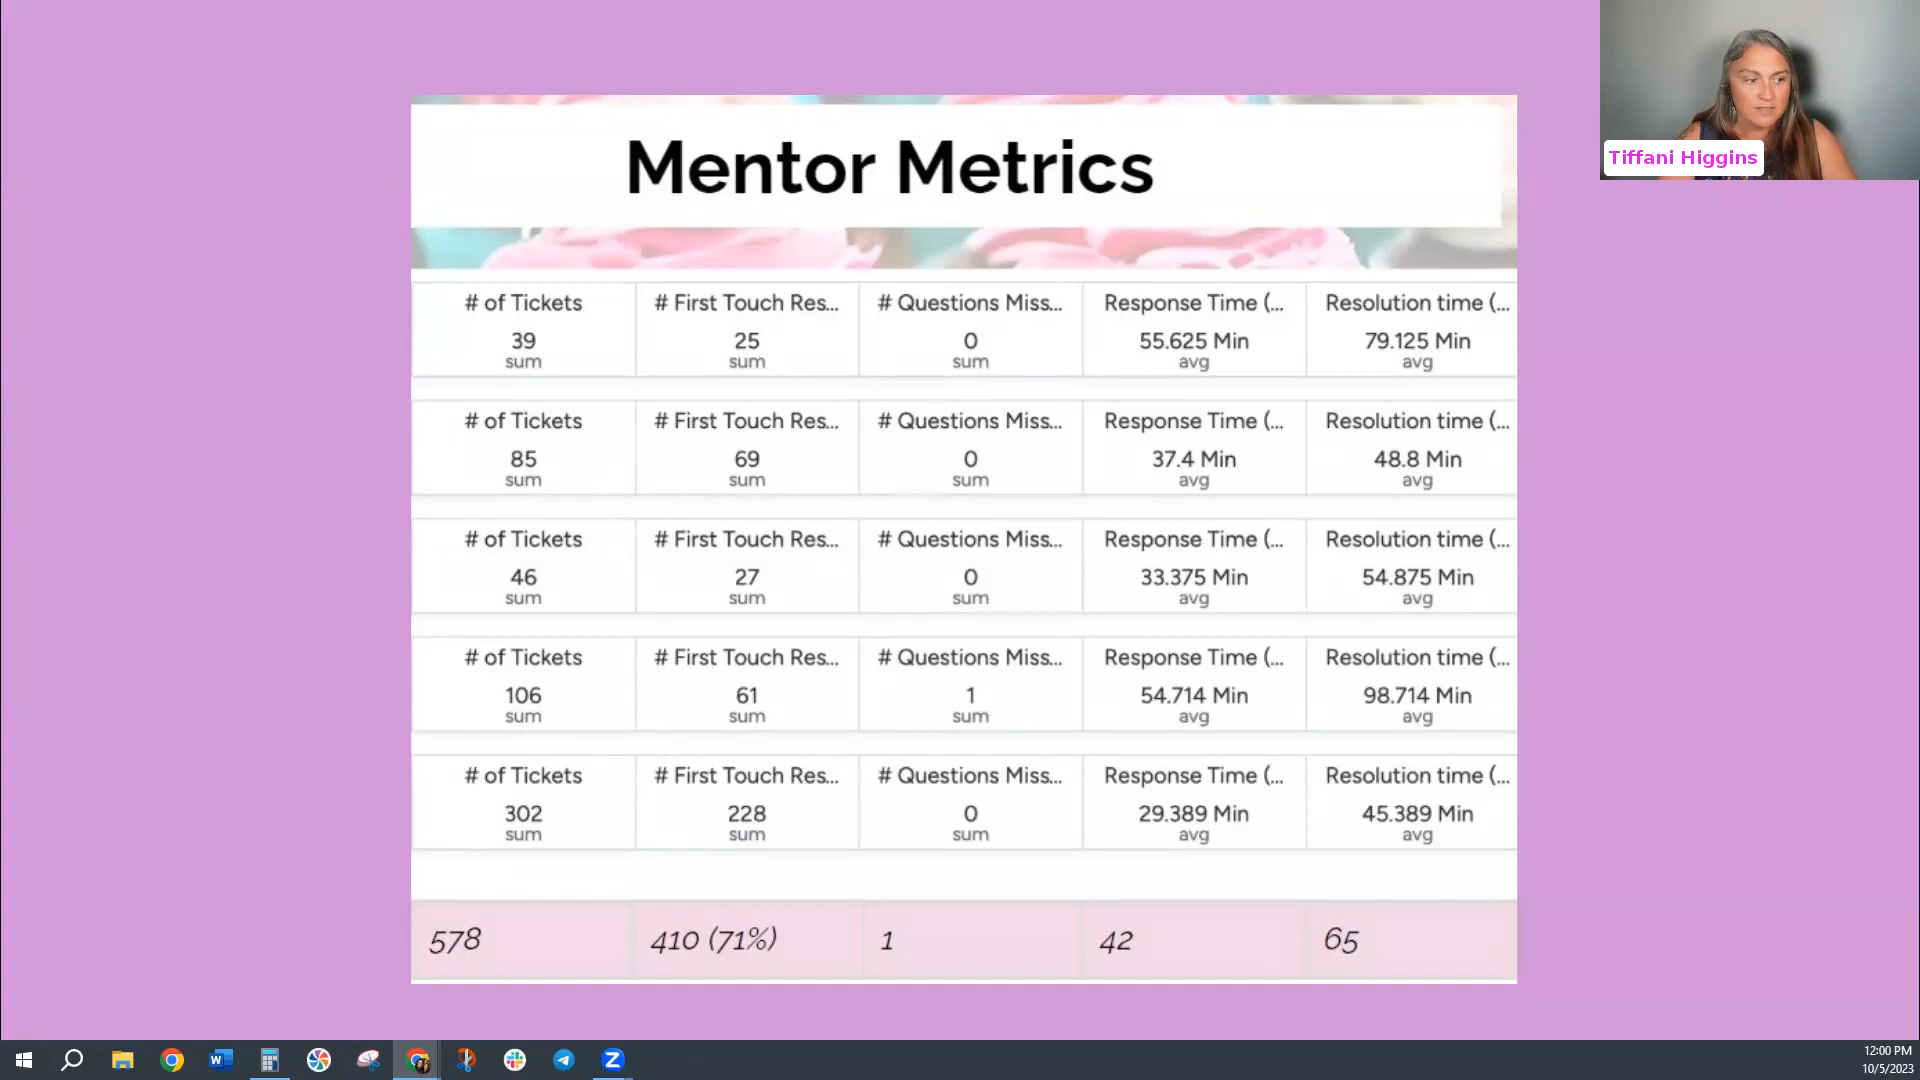 Tiffani Higgins
Mentor Metrics
# of Tickets # First Touch Res... # Questions Miss... Response Time (... Resolution time (...
39 25 0 55.625 Min 79.125 Min
sum sum sum avg avg
# of Tickets # First Touch Res... # Questions Miss... Response Time (... Resolution time (...
85 69 0 37.4 Min 48.8 Min
sum sum sum avg avg
# of Tickets # First Touch Res... # Questions Miss... Response Time (... Resolution time (...
46 27 0 33.375 Min 54.875 Min
sum sum sum avg avg
# of Tickets # First Touch Res... # Questions Miss... Response Time (... Resolution time (...
106 61 1 54.714 Min 98.714 Min
sum sum sum avg avg
# of Tickets # First Touch Res... # Questions Miss... Response Time (... Resolution time (...
302 228 0 29.389 Min 45.389 Min
sum sum sum avg avg
578 410 (71%) 1 42 65
12:00 PM
10/5/2023